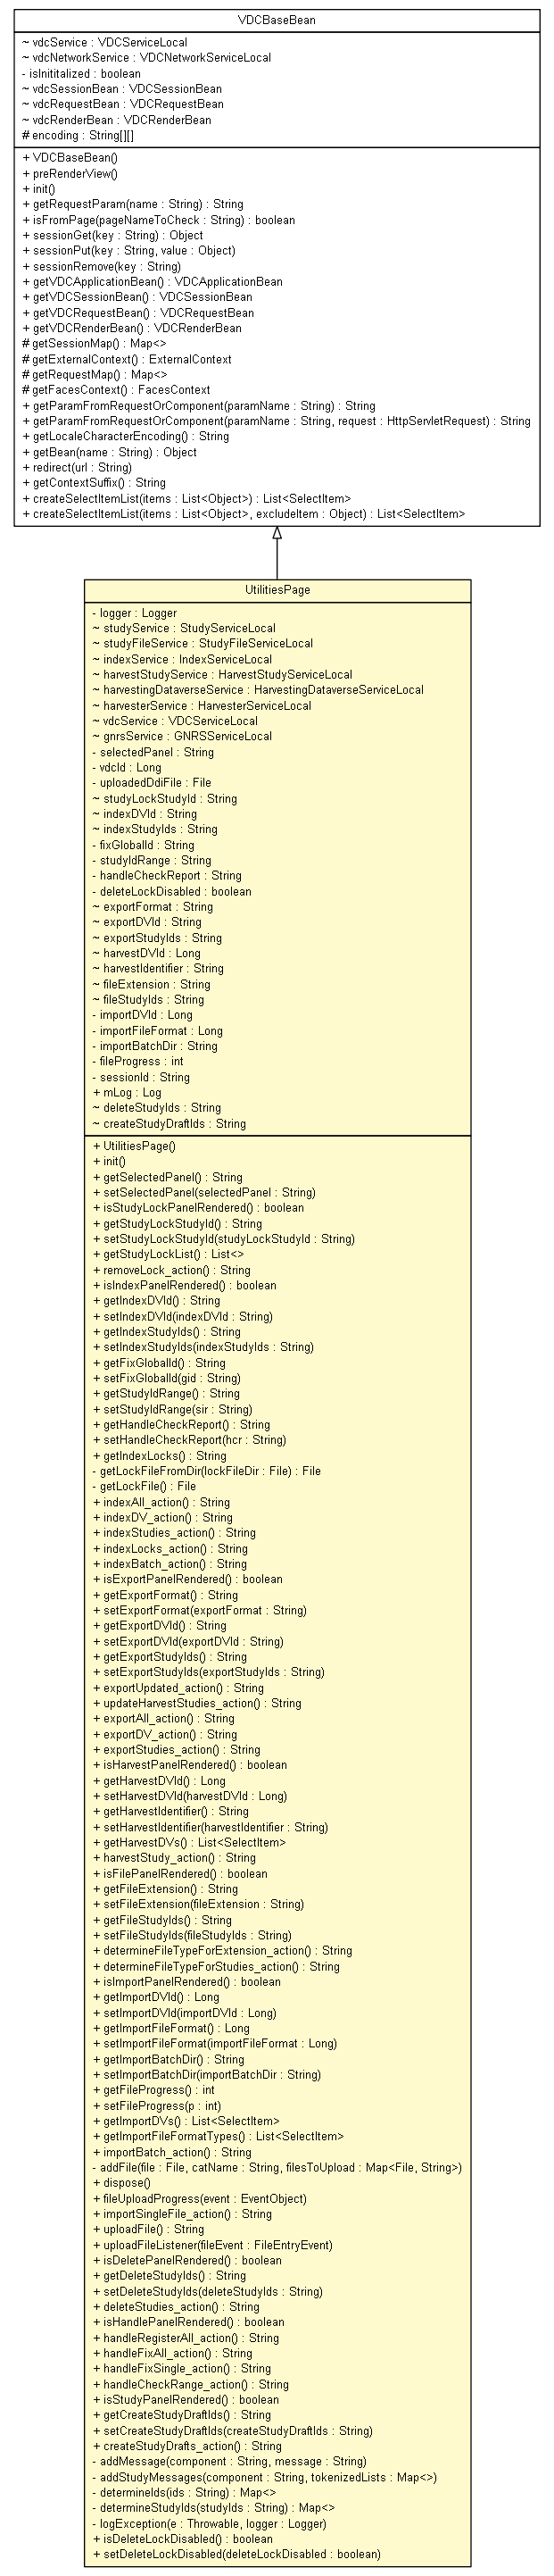 VDCBaseBean
~ vdcService : VDCServiceLocal
~ vdcNetworkService : VDCNetworkServiceLocal
- isInititalized : boolean
~ vdcSessionBean : VDCSessionBean
~ vdcRequestBean : VDCRequestBean
~ vdcRenderBean : VDCRenderBean
# encoding : String[][]
+ VDCBaseBean()
+ preRenderView()
+ init()
+ getRequestParam(name : String) : String
+ isFromPage(pageNameToCheck : String) : boolean
+ sessionGet(key : String) : Object
+ sessionPut(key : String, value : Object)
+ sessionRemove(key : String)
+ getVDCApplicationBean() : VDCApplicationBean
+ getVDCSessionBean() : VDCSessionBean
+ getVDCRequestBean() : VDCRequestBean
+ getVDCRenderBean() : VDCRenderBean
# getSessionMap() : Map<>
# getExternalContext() : ExternalContext
# getRequestMap() : Map<>
# getFacesContext() : FacesContext
+ getParamFromRequestOrComponent(paramName : String) : String
+ getParamFromRequestOrComponent(paramName : String, request : HttpServletRequest) : String
+ getLocaleCharacterEncoding() : String
+ getBean(name : String) : Object
+ redirect(url : String)
+ getContextSuffix() : String
+ createSelectItemList(items : List<Object>) : List<SelectItem>
+ createSelectItemList(items : List<Object>, excludeItem : Object) : List<SelectItem>
UtilitiesPage
- logger : Logger
~ studyService : StudyServiceLocal
~ studyFileService : StudyFileServiceLocal
~ indexService : IndexServiceLocal
~ harvestStudyService : HarvestStudyServiceLocal
~ harvestingDataverseService : HarvestingDataverseServiceLocal
~ harvesterService : HarvesterServiceLocal
~ vdcService : VDCServiceLocal
~ gnrsService : GNRSServiceLocal
- selectedPanel : String
- vdcId : Long
- uploadedDdiFile : File
~ studyLockStudyId : String
~ indexDVId : String
~ indexStudyIds : String
- fixGlobalId : String
- studyIdRange : String
- handleCheckReport : String
- deleteLockDisabled : boolean
~ exportFormat : String
~ exportDVId : String
~ exportStudyIds : String
~ harvestDVId : Long
~ harvestIdentifier : String
~ fileExtension : String
~ fileStudyIds : String
- importDVId : Long
- importFileFormat : Long
- importBatchDir : String
- fileProgress : int
- sessionId : String
+ mLog : Log
~ deleteStudyIds : String
~ createStudyDraftIds : String
+ UtilitiesPage()
+ init()
+ getSelectedPanel() : String
+ setSelectedPanel(selectedPanel : String)
+ isStudyLockPanelRendered() : boolean
+ getStudyLockStudyId() : String
+ setStudyLockStudyId(studyLockStudyId : String)
+ getStudyLockList() : List<>
+ removeLock_action() : String
+ isIndexPanelRendered() : boolean
+ getIndexDVId() : String
+ setIndexDVId(indexDVId : String)
+ getIndexStudyIds() : String
+ setIndexStudyIds(indexStudyIds : String)
+ getFixGlobalId() : String
+ setFixGlobalId(gid : String)
+ getStudyIdRange() : String
+ setStudyIdRange(sir : String)
+ getHandleCheckReport() : String
+ setHandleCheckReport(hcr : String)
+ getIndexLocks() : String
- getLockFileFromDir(lockFileDir : File) : File
- getLockFile() : File
+ indexAll_action() : String
+ indexDV_action() : String
+ indexStudies_action() : String
+ indexLocks_action() : String
+ indexBatch_action() : String
+ isExportPanelRendered() : boolean
+ getExportFormat() : String
+ setExportFormat(exportFormat : String)
+ getExportDVId() : String
+ setExportDVId(exportDVId : String)
+ getExportStudyIds() : String
+ setExportStudyIds(exportStudyIds : String)
+ exportUpdated_action() : String
+ updateHarvestStudies_action() : String
+ exportAll_action() : String
+ exportDV_action() : String
+ exportStudies_action() : String
+ isHarvestPanelRendered() : boolean
+ getHarvestDVId() : Long
+ setHarvestDVId(harvestDVId : Long)
+ getHarvestIdentifier() : String
+ setHarvestIdentifier(harvestIdentifier : String)
+ getHarvestDVs() : List<SelectItem>
+ harvestStudy_action() : String
+ isFilePanelRendered() : boolean
+ getFileExtension() : String
+ setFileExtension(fileExtension : String)
+ getFileStudyIds() : String
+ setFileStudyIds(fileStudyIds : String)
+ determineFileTypeForExtension_action() : String
+ determineFileTypeForStudies_action() : String
+ isImportPanelRendered() : boolean
+ getImportDVId() : Long
+ setImportDVId(importDVId : Long)
+ getImportFileFormat() : Long
+ setImportFileFormat(importFileFormat : Long)
+ getImportBatchDir() : String
+ setImportBatchDir(importBatchDir : String)
+ getFileProgress() : int
+ setFileProgress(p : int)
+ getImportDVs() : List<SelectItem>
+ getImportFileFormatTypes() : List<SelectItem>
+ importBatch_action() : String
- addFile(file : File, catName : String, filesToUpload : Map<File, String>)
+ dispose()
+ fileUploadProgress(event : EventObject)
+ importSingleFile_action() : String
+ uploadFile() : String
+ uploadFileListener(fileEvent : FileEntryEvent)
+ isDeletePanelRendered() : boolean
+ getDeleteStudyIds() : String
+ setDeleteStudyIds(deleteStudyIds : String)
+ deleteStudies_action() : String
+ isHandlePanelRendered() : boolean
+ handleRegisterAll_action() : String
+ handleFixAll_action() : String
+ handleFixSingle_action() : String
+ handleCheckRange_action() : String
+ isStudyPanelRendered() : boolean
+ getCreateStudyDraftIds() : String
+ setCreateStudyDraftIds(createStudyDraftIds : String)
+ createStudyDrafts_action() : String
- addMessage(component : String, message : String)
- addStudyMessages(component : String, tokenizedLists : Map<>)
- determineIds(ids : String) : Map<>
- determineStudyIds(studyIds : String) : Map<>
- logException(e : Throwable, logger : Logger)
+ isDeleteLockDisabled() : boolean
+ setDeleteLockDisabled(deleteLockDisabled : boolean)